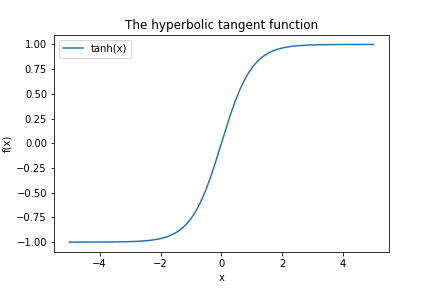 The hyperbolic tangent function
tanh(x)
1.00
0.75
0.50
0.25
0.00
−0.25
−0.50
−0.75
−1.00
f(x)
−4 −2 0 2 4
x